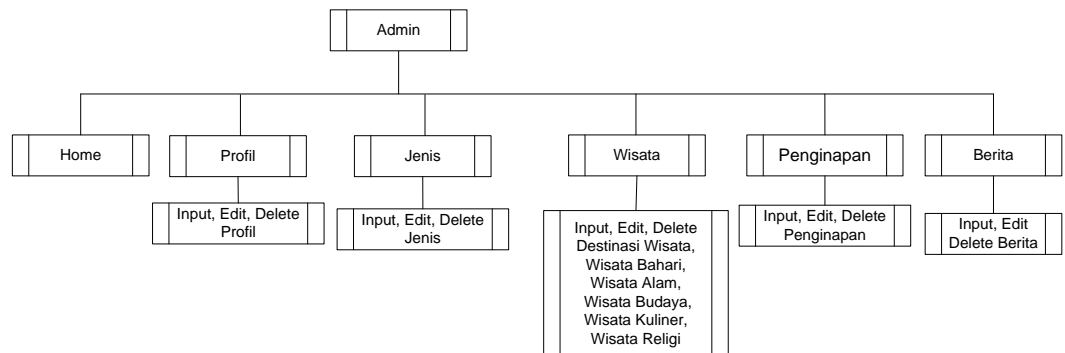 Admin
Home
Profil
Jenis
Wisata
Penginapan
Berita
Input, Edit, Delete
Profil
Input, Edit, Delete
Jenis
Input, Edit, Delete
Destinasi Wisata,
Wisata Bahari,
Wisata Alam,
Wisata Budaya,
Wisata Kuliner,
Wisata Religi
Input, Edit, Delete
Penginapan
Input, Edit
Delete Berita